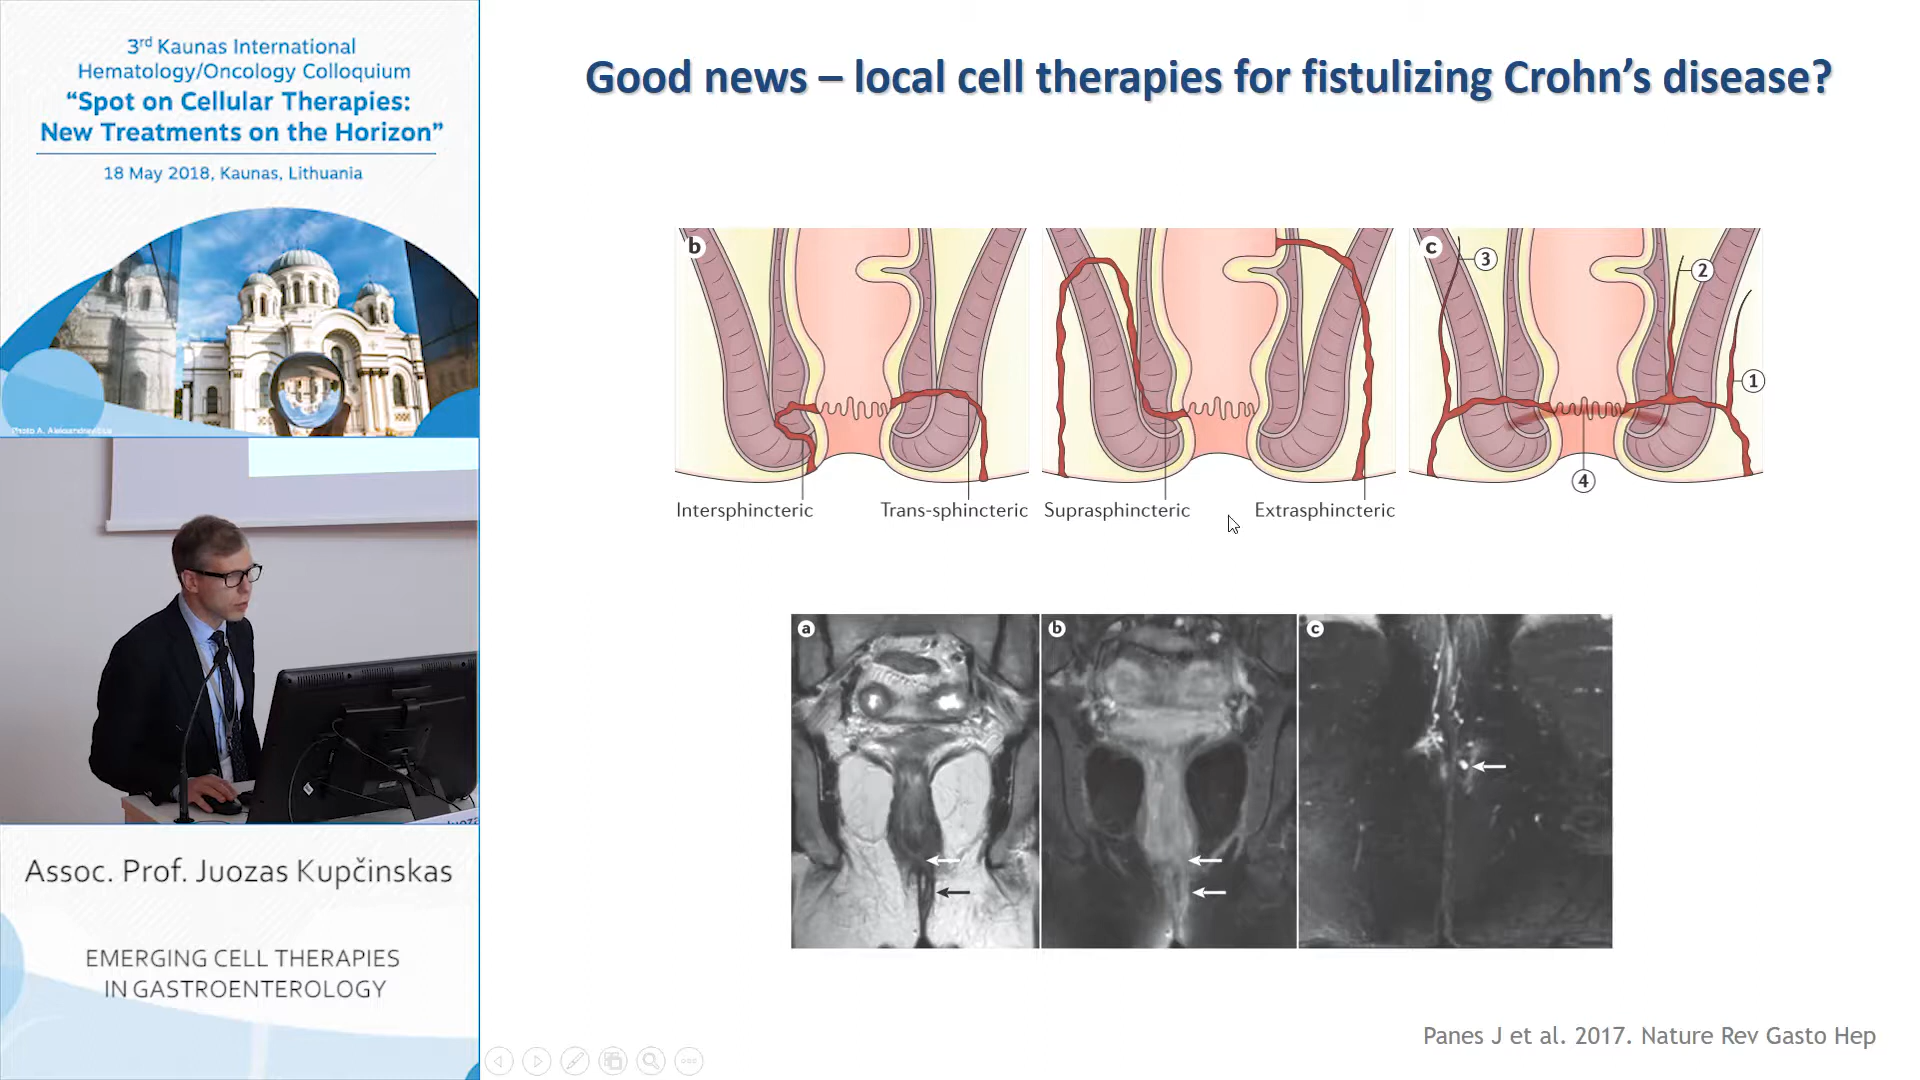 3rd Kaunas International
Hematology/Oncology Colloquium
“Spot on Cellular Therapies:
New Treatments on the Horizon”
18 May 2018, Kaunas, Lithuania
Photo A. Aleksandravičius
Assoc. Prof. Juozas Kupčinskas
EMERGING CELL THERAPIES
IN GASTROENTEROLOGY
Good news – local cell therapies for fistulizing Crohn’s disease?
b
c
3
2
1
4
Intersphincteric
Trans-sphincteric
Suprasphincteric
Extrasphincteric
a
b
c
Panes J et al. 2017. Nature Rev Gasto Hep